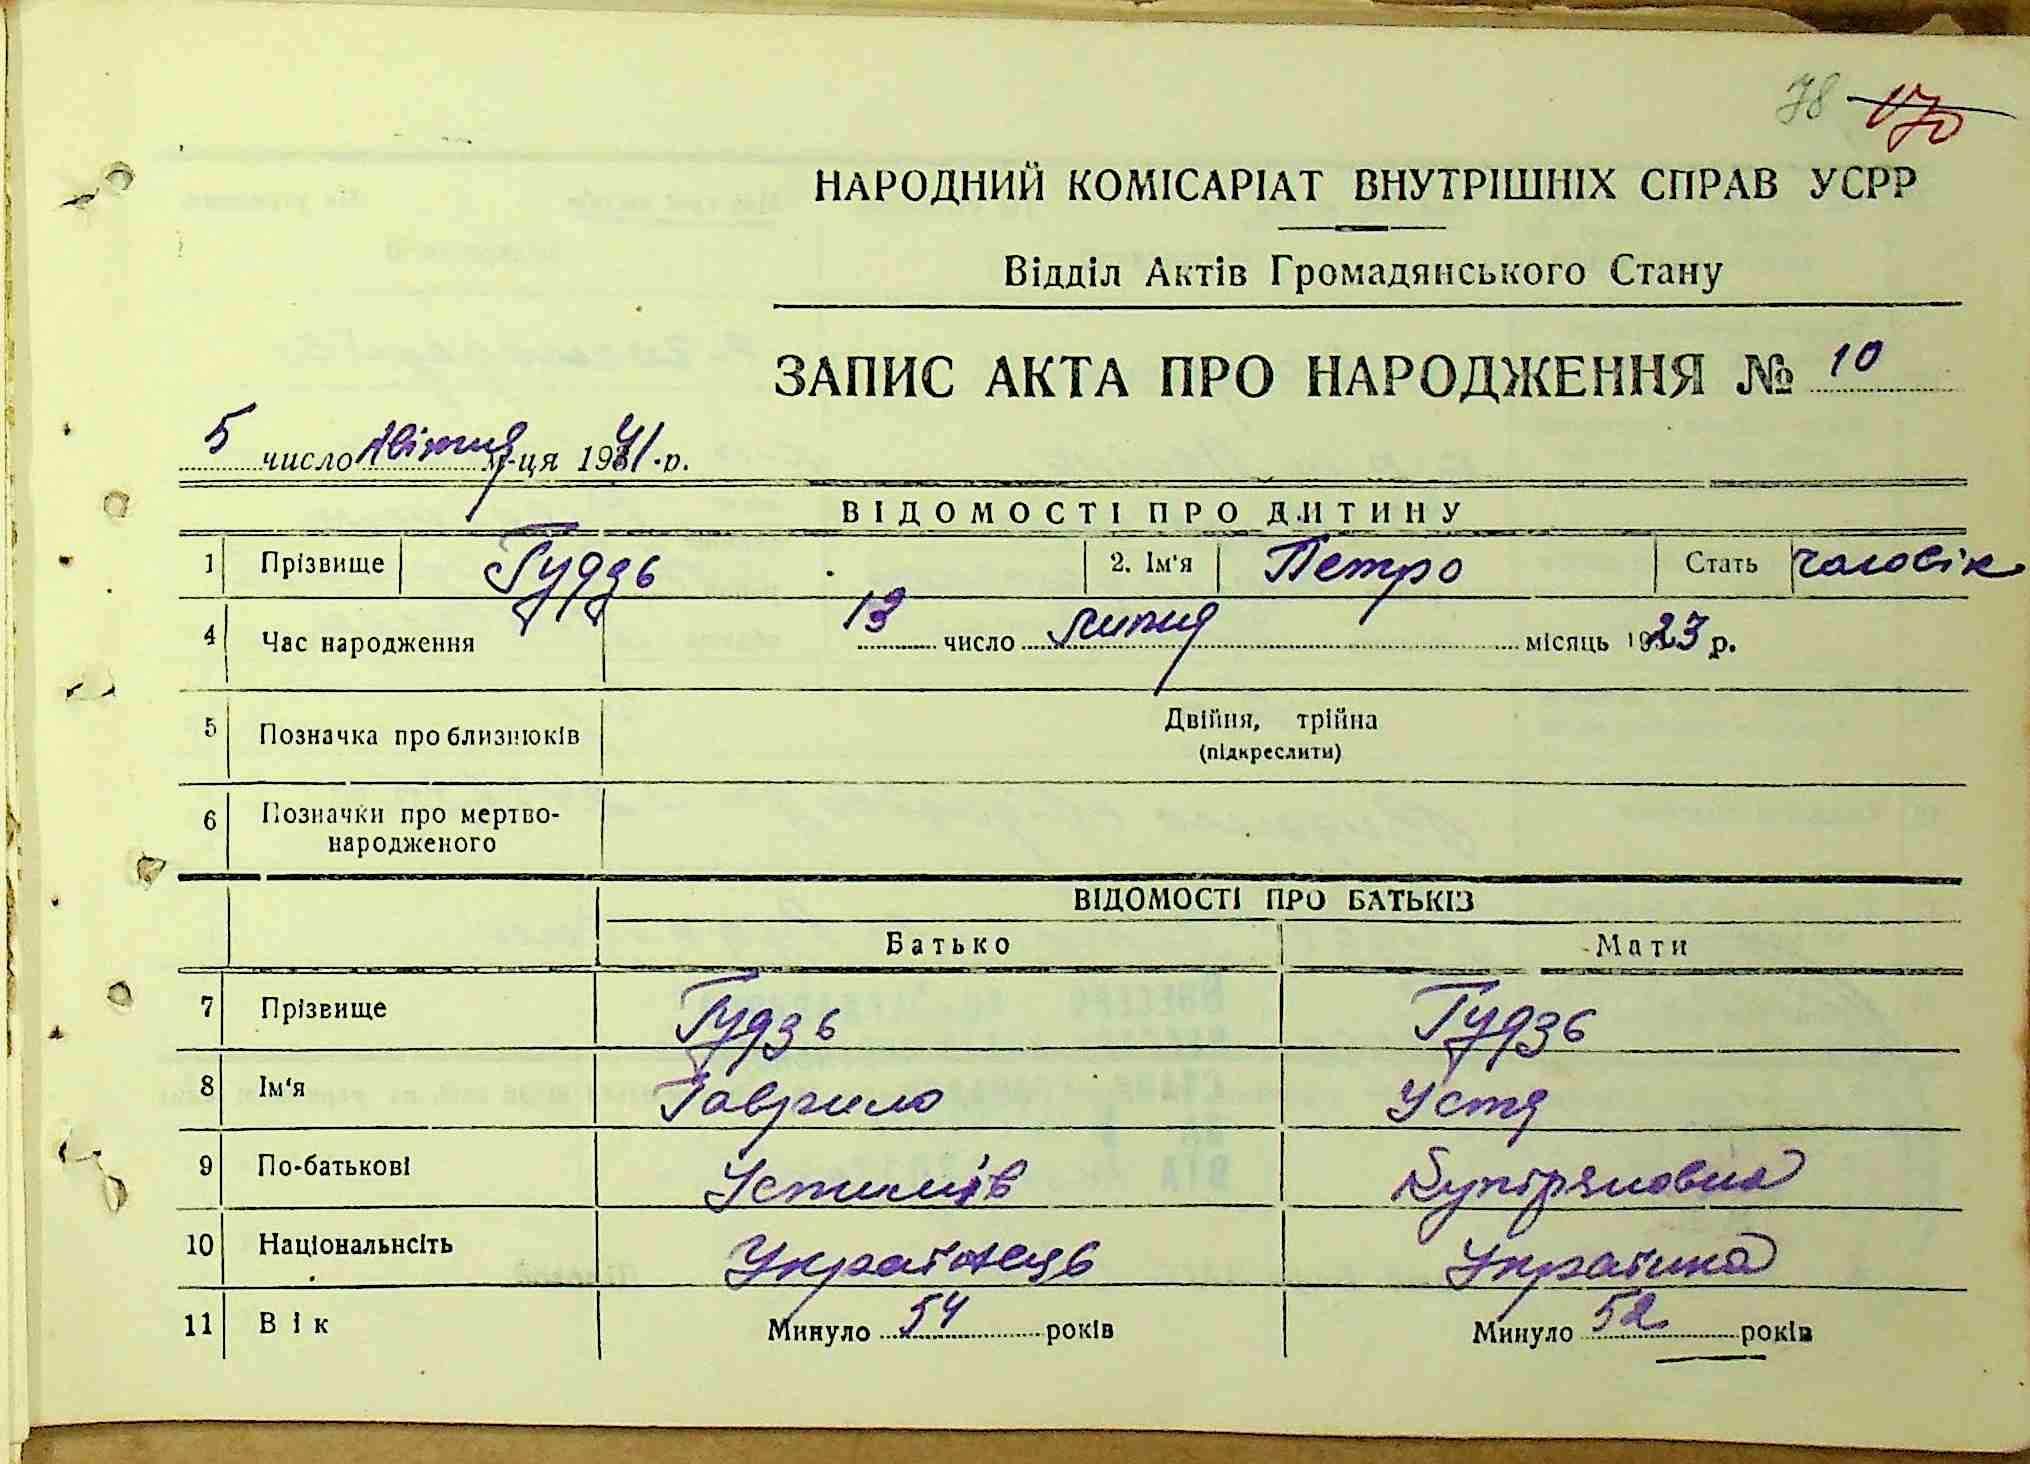 78 170
НАРОДНИЙ КОМІСАРІАТ ВНУТРІШНІХ СПРАВ УСРР
Відділ Актів Громадянського Стану
ЗАПИС АКТА ПРО НАРОДЖЕННЯ № 10
5 число квітня м-ця 1941 р.
ВІДОМОСТІ ПРО ДИТИНУ
1 Прізвище Гудзь 2. Ім'я Петро Стать чоловік
4 Час народження 13 число липня місяць 1923 р.
5 Позначка про близнюків Двійня, трійня
(підкреслити)
6 Позначки про мертво-
народженого
ВІДОМОСТІ ПРО БАТЬКІВ
Батько Мати
7 Прізвище Гудзь Гудзь
8 Ім'я Гаврило Устя
9 По-батькові Устимів Купріяновна
10 Національнсіть Українець Українка
11 Вік Минуло 54 років Минуло 52 років